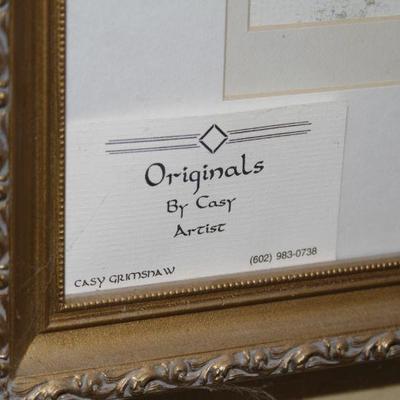 Originals
By Casy
Artist
CASY GRIMSHAW
(602) 983-0738